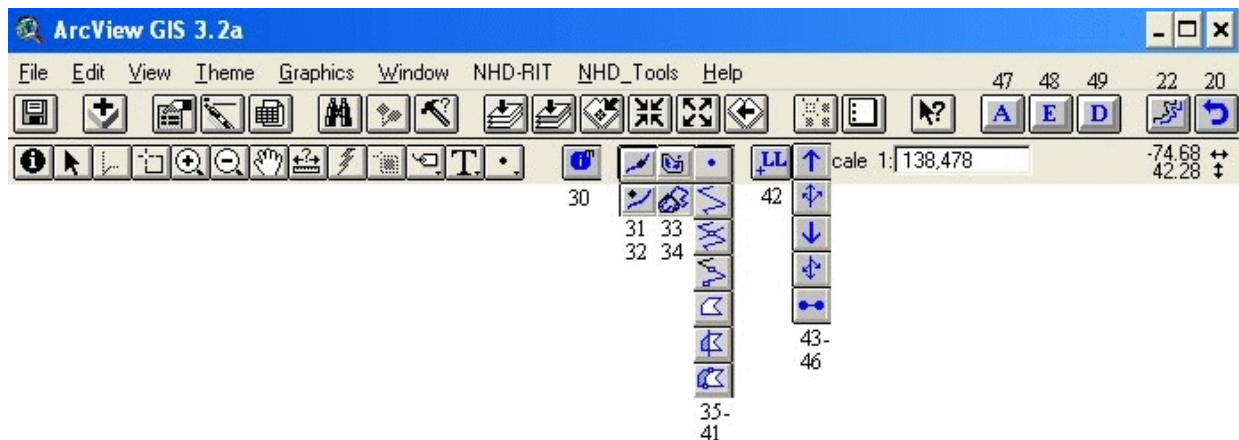 ArcView GIS 3.2a
File Edit View Theme Graphics Window NHD-RIT NHD_Tools Help
47 48 49 22 20
A E D
T. LL cale 1: 138,478 -74.68
42.28
30 31 33 42
32 34
43-
46
35-
41